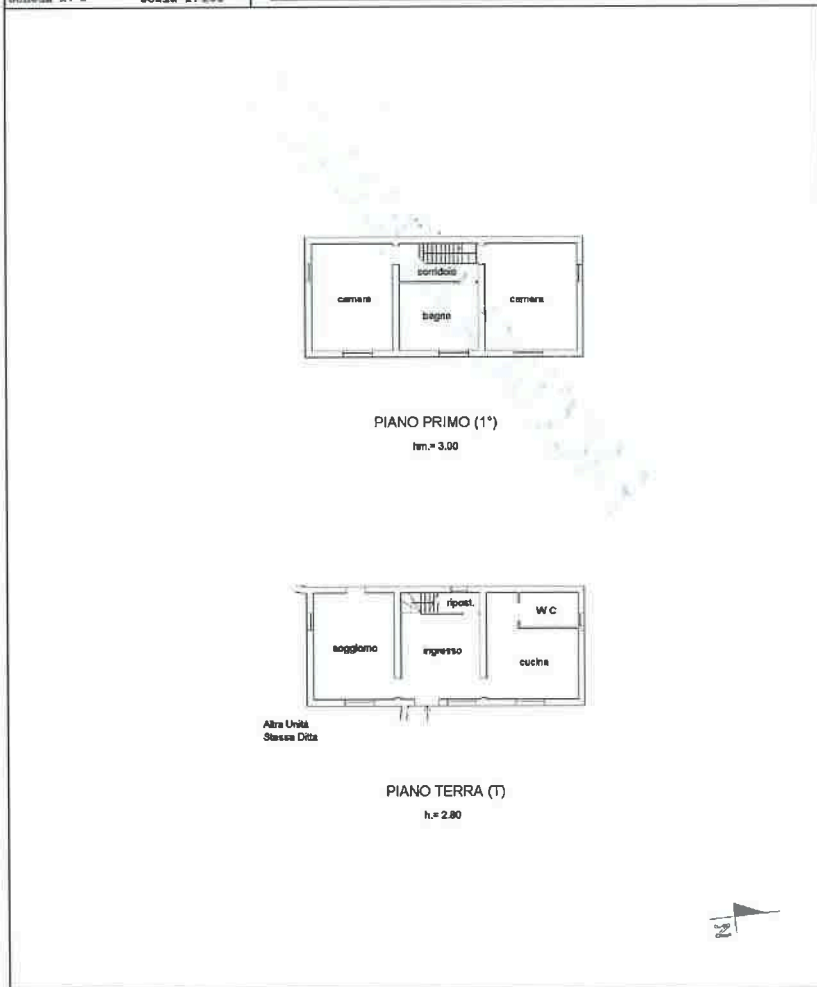 camera
corridoio
bagno
camera
PIANO PRIMO (1°)
hm.= 3.00
soggiorno
ripost.
ingresso
W C
cucina
Altra Unità
Stessa Ditta
PIANO TERRA (T)
h.= 2.80
N